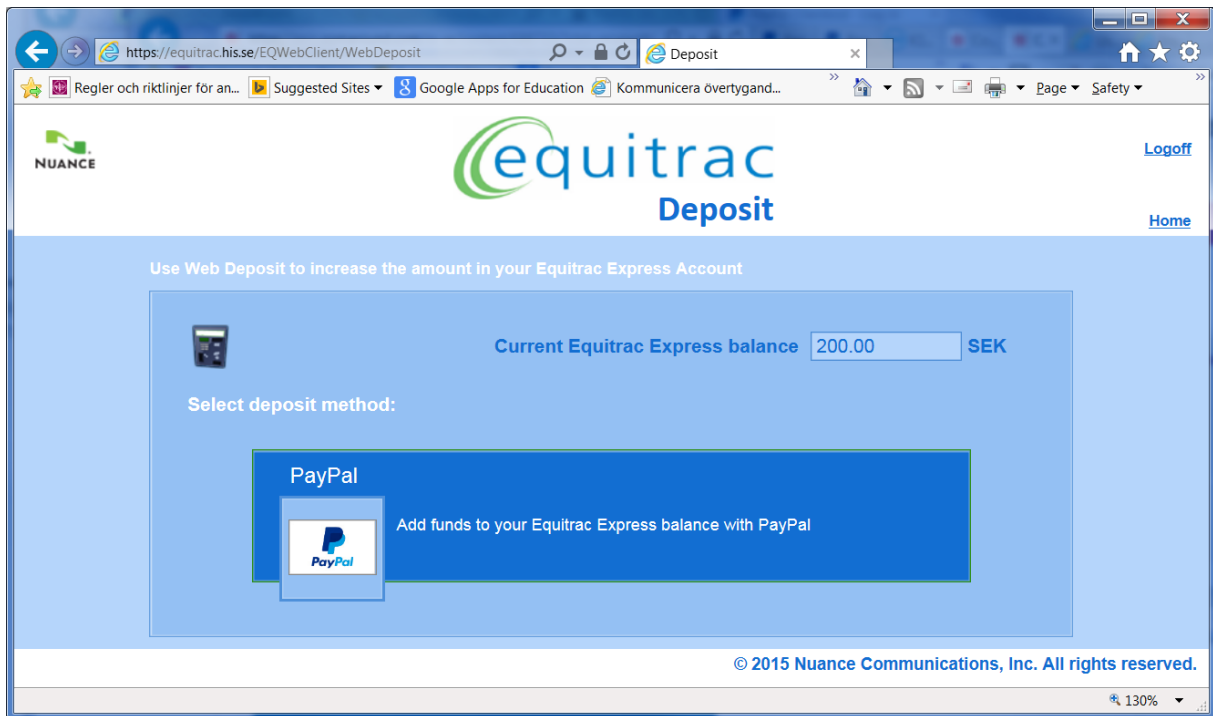 https://equitrac.his.se/EQWebClient/WebDeposit
Deposit
Regler och riktlinjer för an...
Suggested Sites
Google Apps for Education
Kommunicera övertygand...
Page
Safety
NUANCE
equitrac
Deposit
Logoff
Home
Use Web Deposit to increase the amount in your Equitrac Express Account
Current Equitrac Express balance 200.00 SEK
Select deposit method:
PayPal
Add funds to your Equitrac Express balance with PayPal
PayPal
© 2015 Nuance Communications, Inc. All rights reserved.
130%